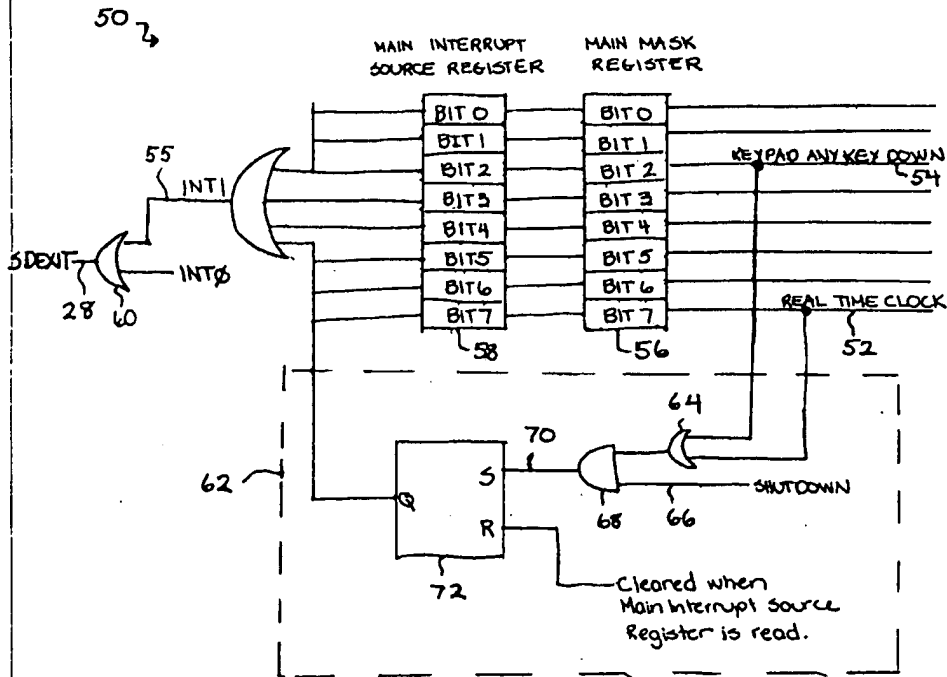 50
MAIN INTERRUPT
SOURCE REGISTER
MAIN MASK
REGISTER
BIT 0
BIT 0
BIT 1
BIT 1
BIT 2
BIT 2
KEYPAD ANYKEY DOWN
54
55
INT1
BIT 3
BIT 3
BIT 4
BIT 4
SDEXIT
INT0
BIT 5
BIT 5
28
60
BIT 6
BIT 6
BIT 7
BIT 7
REAL TIME CLOCK
58
56
52
64
62
70
S
Q
68
66
SHUTDOWN
R
72
Cleared when
Main Interrupt Source
Register is read.